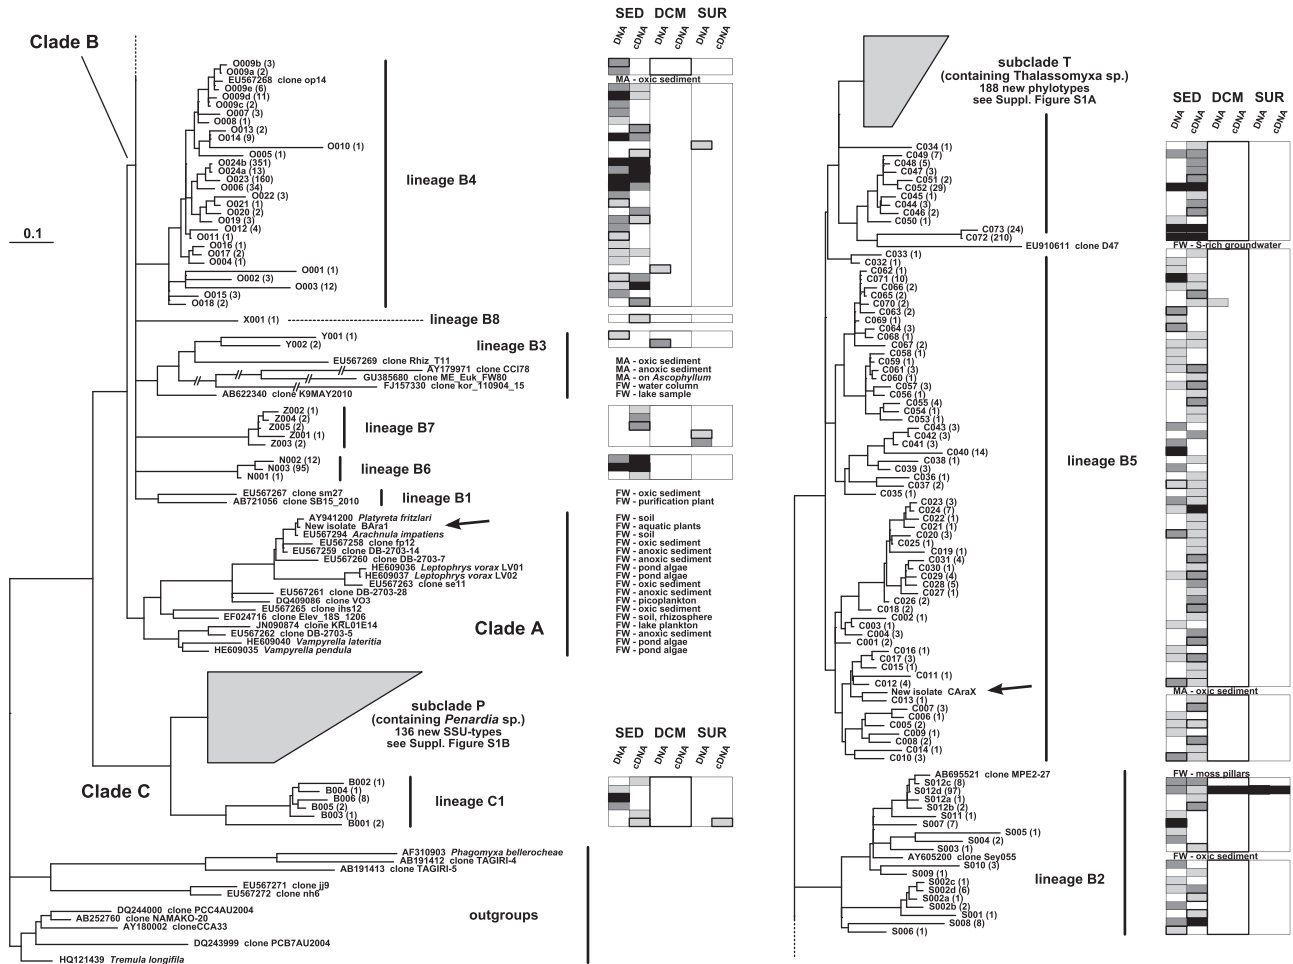 SED DCM SUR
DNA cDNA DNA cDNA DNA cDNA
Clade B
0.1
O009b (3)
O009a (2)
EU567268 clone op14
O009e (6)
O009d (11)
O009c (2)
O007 (3)
O008 (1)
O013 (2)
O014 (9)
O010 (1)
O005 (1)
O024b (351)
O024a (13)
O023 (160)
O006 (34)
O022 (3)
O021 (1)
O020 (2)
O019 (3)
O012 (4)
O011 (1)
O016 (1)
O017 (2)
O004 (1)
O001 (1)
O002 (3)
O003 (12)
O015 (3)
O018 (2)
lineage B4
MA - oxic sediment
X001 (1)
lineage B8
Y001 (1)
Y002 (2)
lineage B3
EU567269 clone Rhiz_T11
AY179971 clone CCI78
GU385680 clone ME_Euk_FW80
FJ157330 clone kor_110904_15
AB622340 clone K9MAY2010
MA - oxic sediment
MA - anoxic sediment
MA - on Ascophyllum
FW - water column
FW - lake sample
Z002 (1)
Z004 (2)
Z005 (2)
Z001 (1)
Z003 (2)
lineage B7
N002 (12)
N003 (95)
N001 (1)
lineage B6
EU567267 clone sm27
AB721056 clone SB15_2010
lineage B1
FW - oxic sediment
FW - purification plant
AY941200 Platyreta fritzlari
New isolate BAra1
EU567294 Arachnula impatiens
EU567258 clone fp12
EU567259 clone DB-2703-14
EU567260 clone DB-2703-7
HE609036 Leptophrys vorax LV01
HE609037 Leptophrys vorax LV02
EU567263 clone se11
EU567261 clone DB-2703-28
DQ409086 clone VO3
EU567265 clone ihs12
EF024716 clone Elev_18S_1206
JN090874 clone KRL01E14
EU567262 clone DB-2703-5
HE609040 Vampyrella lateritia
HE609035 Vampyrella pendula
Clade A
FW - soil
FW - aquatic plants
FW - soil
FW - oxic sediment
FW - anoxic sediment
FW - anoxic sediment
FW - pond algae
FW - pond algae
FW - oxic sediment
FW - anoxic sediment
FW - picoplankton
FW - oxic sediment
FW - soil, rhizosphere
FW - lake plankton
FW - anoxic sediment
FW - pond algae
FW - pond algae
subclade P
(containing Penardia sp.)
136 new SSU-types
see Suppl. Figure S1B
SED DCM SUR
DNA cDNA DNA cDNA DNA cDNA
Clade C
B002 (1)
B004 (1)
B006 (8)
B005 (2)
B003 (1)
B001 (2)
lineage C1
AF310903 Phagomyxa bellerocheae
AB191412 clone TAGIRI-4
AB191413 clone TAGIRI-5
EU567271 clone jj9
EU567272 clone nh6
DQ244000 clone PCC4AU2004
AB252760 clone NAMAKO-20
AY180002 cloneCCA33
DQ243999 clone PCB7AU2004
HQ121439 Tremula longifila
outgroups
subclade T
(containing Thalassomyxa sp.)
188 new phylotypes
see Suppl. Figure S1A
SED DCM SUR
DNA cDNA DNA cDNA DNA cDNA
C034 (1)
C049 (7)
C048 (5)
C047 (3)
C051 (2)
C052 (29)
C045 (1)
C044 (3)
C046 (2)
C050 (1)
C073 (24)
C072 (210)
EU910611 clone D47
FW - S-rich groundwater
C033 (1)
C032 (1)
C062 (1)
C071 (10)
C066 (2)
C065 (2)
C070 (2)
C063 (2)
C069 (1)
C064 (3)
C068 (1)
C067 (2)
C058 (1)
C059 (1)
C061 (3)
C060 (1)
C057 (3)
C056 (1)
C055 (4)
C054 (1)
C053 (1)
C043 (3)
C042 (3)
C041 (3)
C040 (14)
C038 (1)
C039 (3)
C036 (1)
C037 (2)
C035 (1)
C023 (3)
C024 (7)
C022 (1)
C021 (1)
C020 (3)
C025 (1)
C019 (1)
C031 (4)
C030 (1)
C029 (4)
C028 (5)
C027 (1)
C026 (2)
C018 (2)
C002 (1)
C003 (1)
C004 (3)
C001 (2)
C016 (1)
C017 (3)
C015 (1)
C011 (1)
C012 (4)
New isolate CAraX
C013 (1)
C007 (3)
C006 (1)
C005 (2)
C009 (1)
C008 (2)
C014 (1)
C010 (3)
lineage B5
MA - oxic sediment
AB695521 clone MPE2-27
S012c (8)
S012d (97)
S012a (1)
S012b (2)
S011 (1)
S007 (7)
S005 (1)
S004 (2)
S003 (1)
AY605200 clone Sey055
S010 (3)
S009 (1)
S002c (1)
S002d (6)
S002a (1)
S002b (2)
S001 (1)
S008 (8)
S006 (1)
lineage B2
FW - moss pillars
FW - oxic sediment